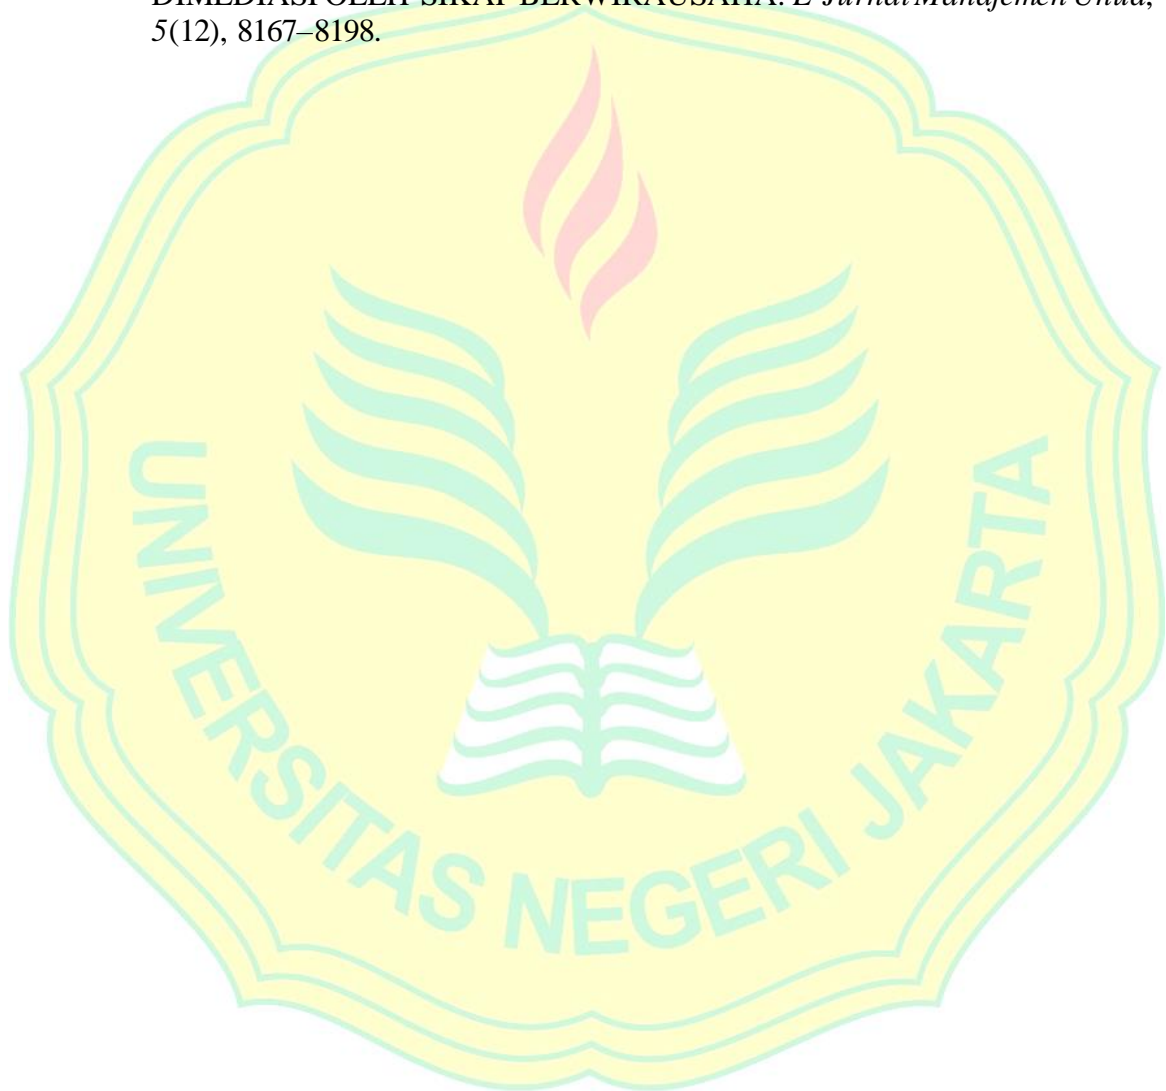 DIMEDIASI OLEH SIKAP BERWIRAUSAHA. E-Jurnal Manajemen Unud,
5(12), 8167–8198.
UNIVERSITAS NEGERI JAKARTA